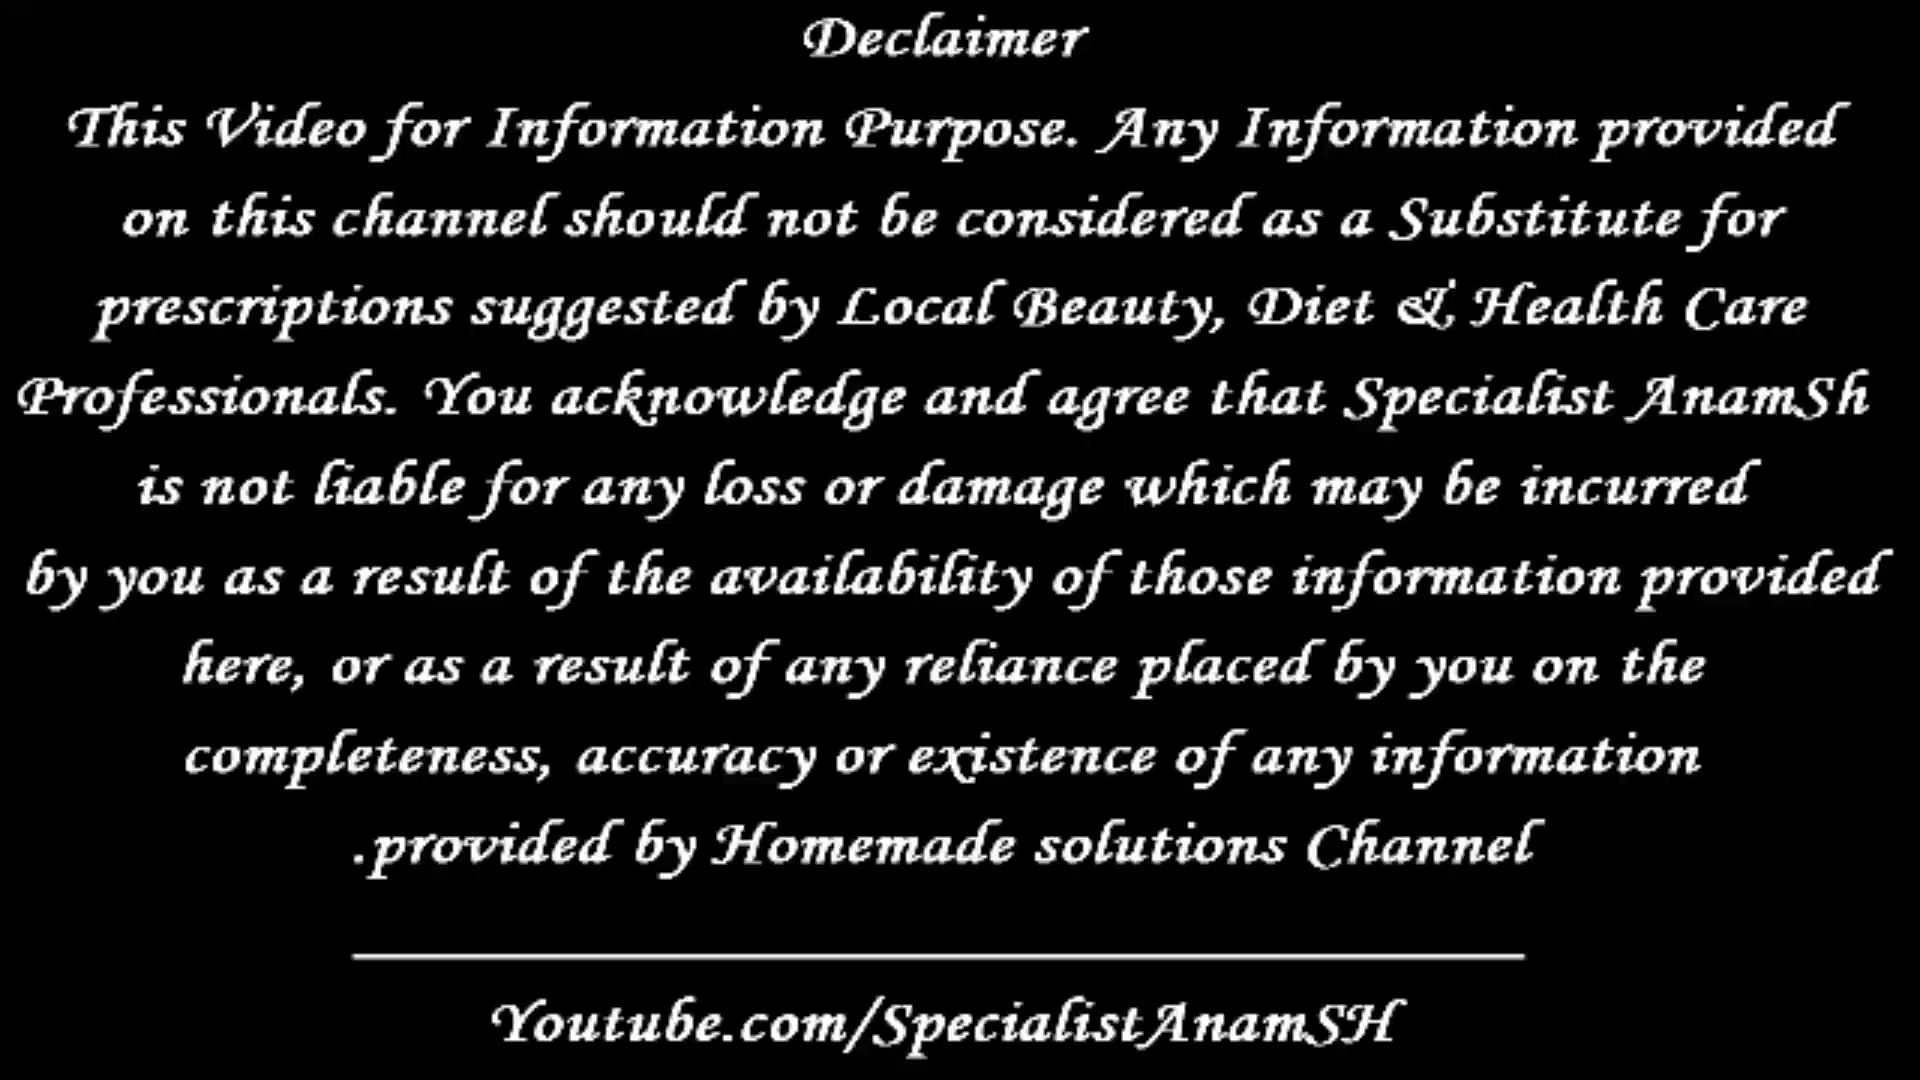 Declaimer
This Video for Information Purpose. Any Information provided
on this channel should not be considered as a Substitute for
prescriptions suggested by Local Beauty, Diet & Health Care
Professionals. You acknowledge and agree that Specialist AnamSh
is not liable for any loss or damage which may be incurred
by you as a result of the availability of those information provided
here, or as a result of any reliance placed by you on the
completeness, accuracy or existence of any information
.provided by Homemade solutions Channel
Youtube.com/SpecialistAnamSH